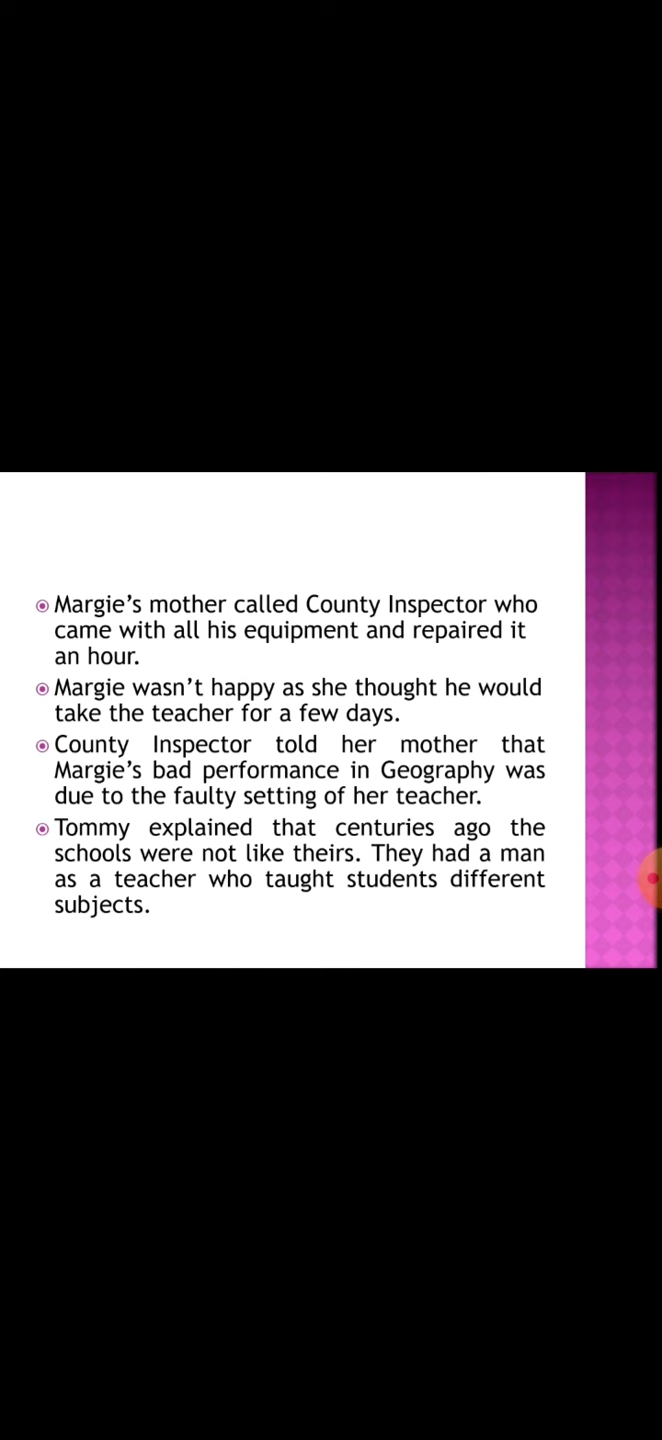 Margie’s mother called County Inspector who
came with all his equipment and repaired it
an hour.
Margie wasn’t happy as she thought he would
take the teacher for a few days.
County Inspector told her mother that
Margie’s bad performance in Geography was
due to the faulty setting of her teacher.
Tommy explained that centuries ago the
schools were not like theirs. They had a man
as a teacher who taught students different
subjects.